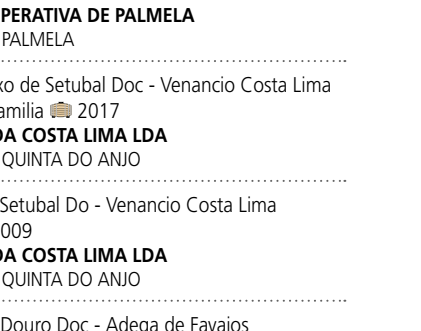 PERATIVA DE PALMELA
PALMELA
xo de Setubal Doc - Venancio Costa Lima
amilia 2017
DA COSTA LIMA LDA
QUINTA DO ANJO
Setubal Do - Venancio Costa Lima
009
DA COSTA LIMA LDA
QUINTA DO ANJO
Douro Doc - Adega de Favaios